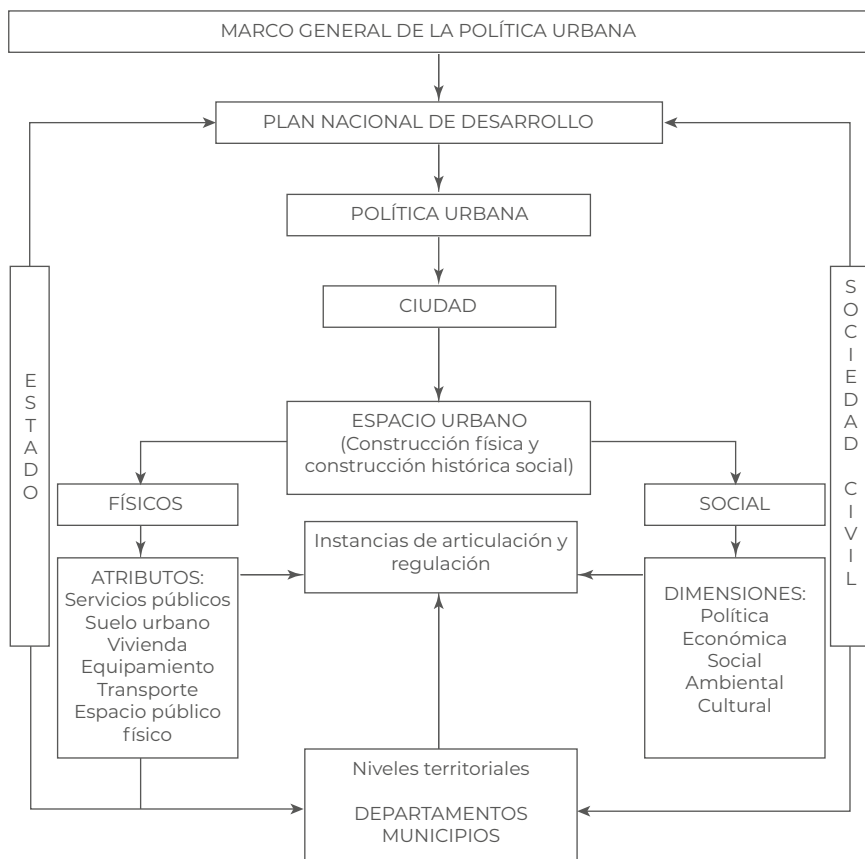 MARCO GENERAL DE LA POLÍTICA URBANA
PLAN NACIONAL DE DESARROLLO
POLÍTICA URBANA
CIUDAD
ESTADO
SOCIEDAD CIVIL
ESPACIO URBANO
(Construcción física y
construcción histórica social)
FÍSICOS
SOCIAL
Instancias de articulación y
regulación
ATRIBUTOS:
Servicios públicos
Suelo urbano
Vivienda
Equipamiento
Transporte
Espacio público
físico
DIMENSIONES:
Política
Económica
Social
Ambiental
Cultural
Niveles territoriales
DEPARTAMENTOS
MUNICIPIOS